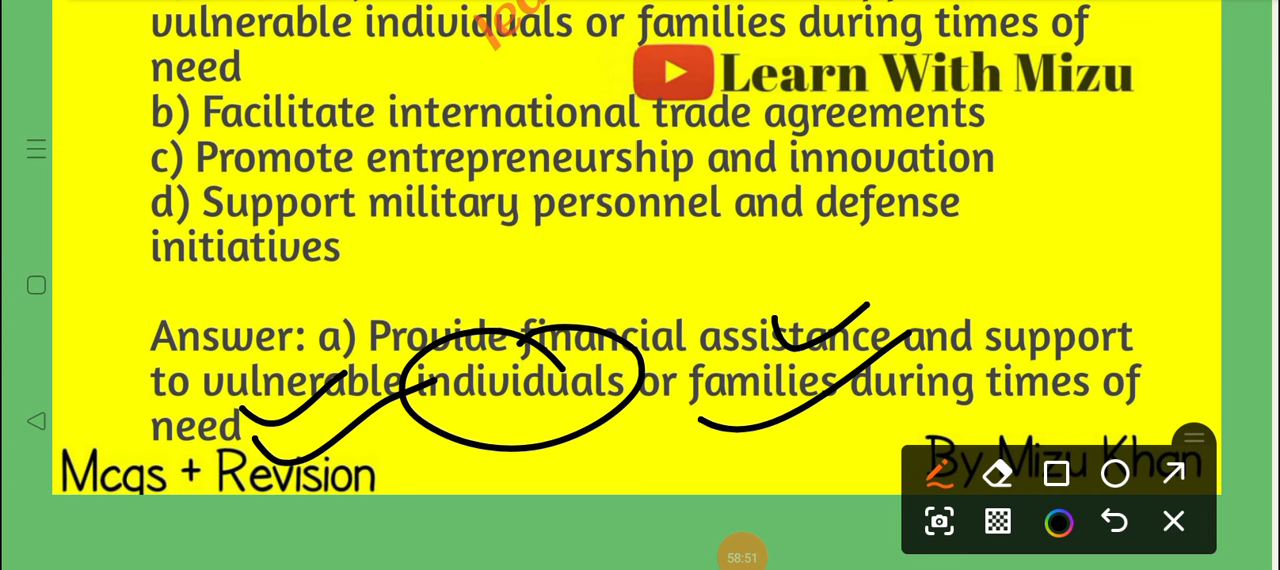 vulnerable individuals or families during times of
need
Learn With Mizu
b) Facilitate international trade agreements
c) Promote entrepreneurship and innovation
d) Support military personnel and defense
initiatives
Answer: a) Provide financial assistance and support
to vulnerable individuals or families during times of
need
Mcqs + Revision
By Mizu Khan
58:51